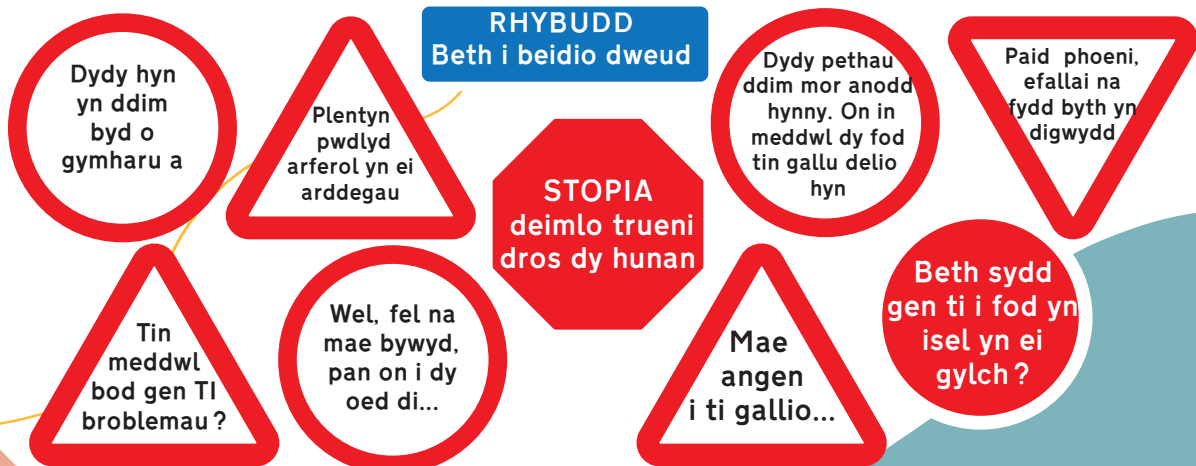 RHYBUDD
Beth i beidio dweud
Dydy hyn
yn ddim
byd o
gymharu a
Plentyn
pwdlyd
arferol yn ei
arddegau
STOPIA
deimlo trueni
dros dy hunan
Dydy pethau
ddim mor anodd
hynny. On in
meddwl dy fod
tin gallu delio
hyn
Paid phoeni,
efallai na
fydd byth yn
digwydd
Tin
meddwl
bod gen TI
broblemau?
Wel, fel na
mae bywyd,
pan on i dy
oed di...
Mae
angen
i ti gallio...
Beth sydd
gen ti i fod yn
isel yn ei
gylch?